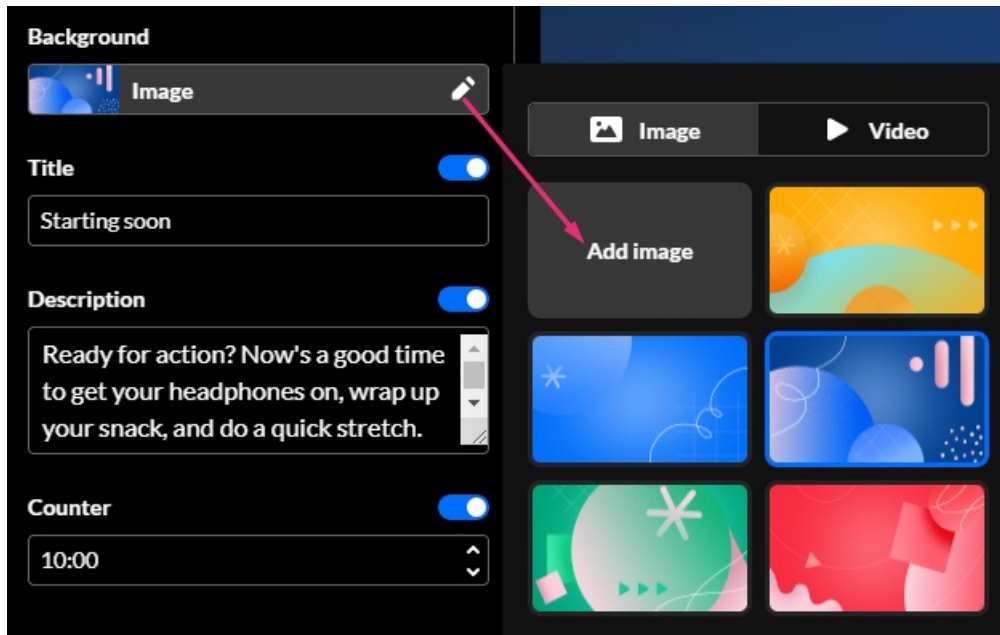 Background
Image
Title
Starting soon
Description
Ready for action? Now's a good time
to get your headphones on, wrap up
your snack, and do a quick stretch.
Counter
10:00
Image
Video
Add image